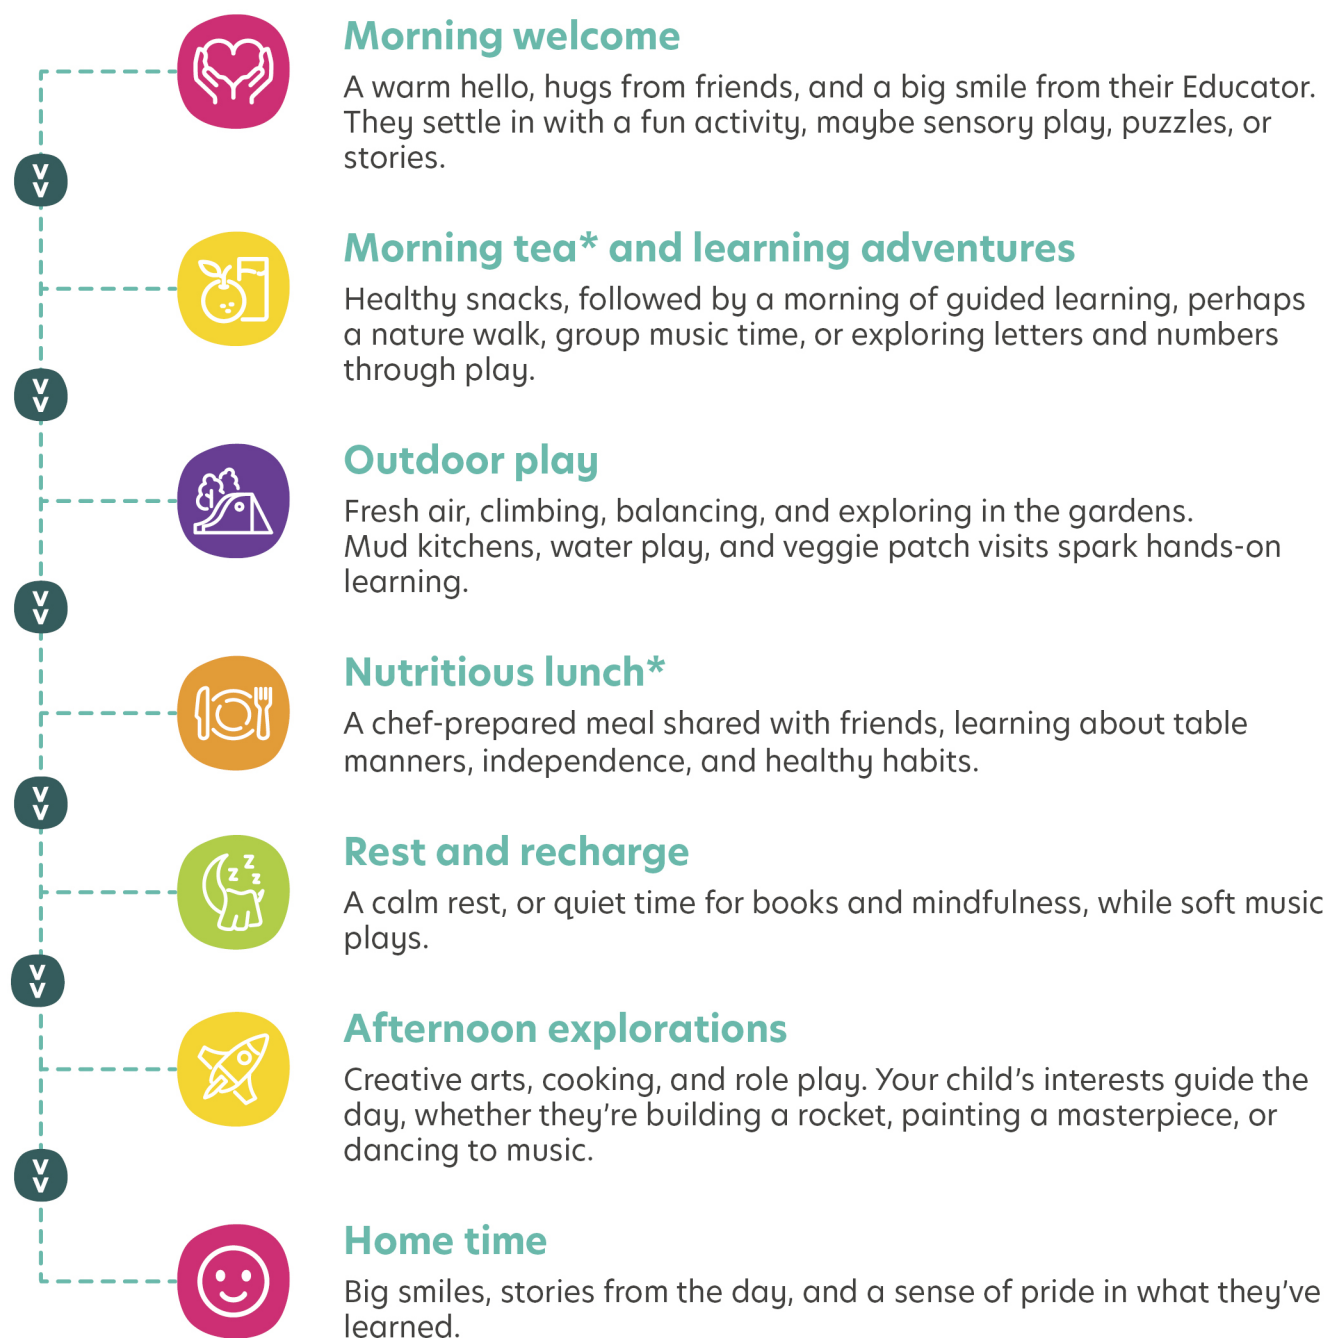 Morning welcome
A warm hello, hugs from friends, and a big smile from their Educator.
They settle in with a fun activity, maybe sensory play, puzzles, or
stories.
Morning tea* and learning adventures
Healthy snacks, followed by a morning of guided learning, perhaps
a nature walk, group music time, or exploring letters and numbers
through play.
Outdoor play
Fresh air, climbing, balancing, and exploring in the gardens.
Mud kitchens, water play, and veggie patch visits spark hands-on
learning.
Nutritious lunch*
A chef-prepared meal shared with friends, learning about table
manners, independence, and healthy habits.
z z z
Rest and recharge
A calm rest, or quiet time for books and mindfulness, while soft music
plays.
Afternoon explorations
Creative arts, cooking, and role play. Your child’s interests guide the
day, whether they’re building a rocket, painting a masterpiece, or
dancing to music.
Home time
Big smiles, stories from the day, and a sense of pride in what they’ve
learned.